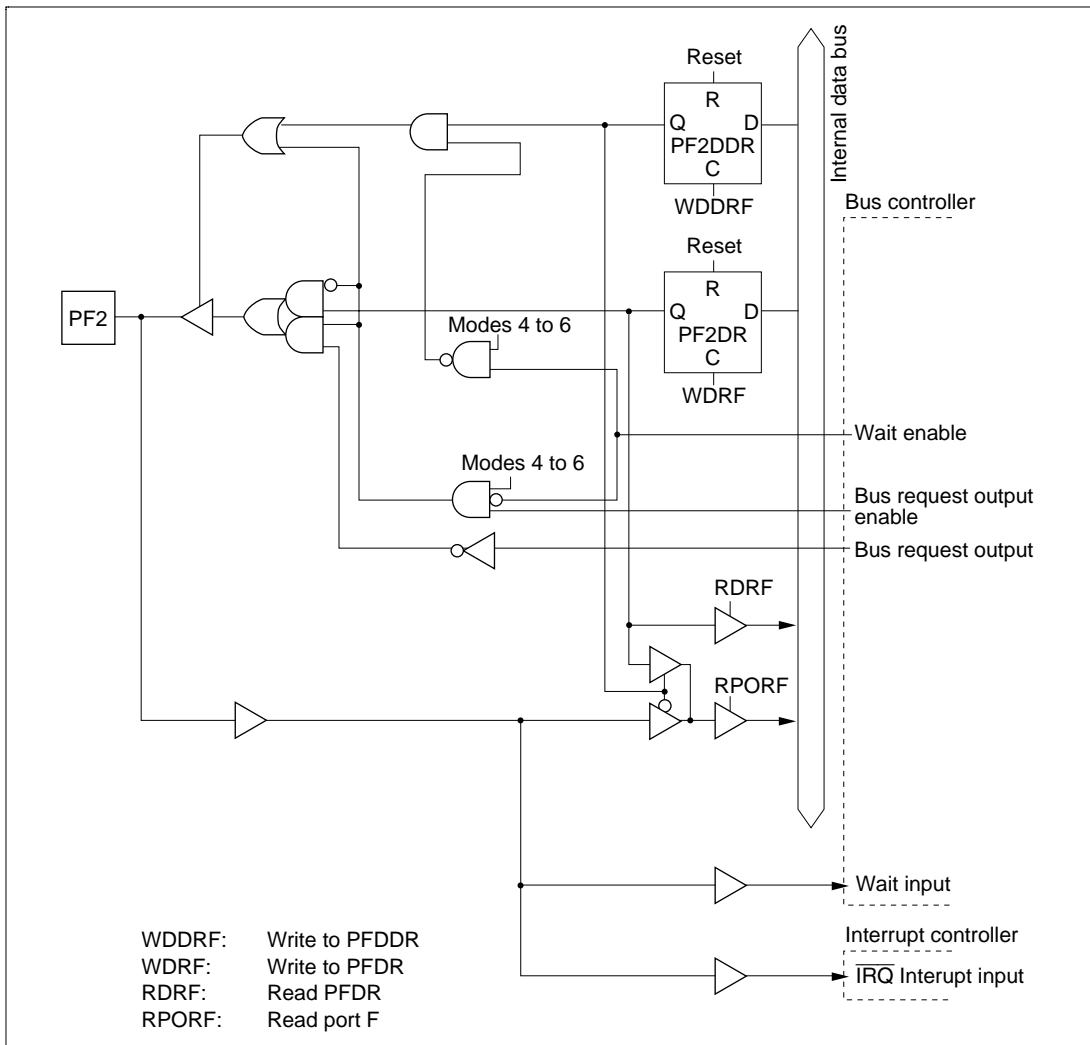 Reset
R
Q D
PF2DDR
C
WDDRF
Internal data bus
Bus controller
Reset
R
Q D
PF2DR
C
WDRF
PF2
Modes 4 to 6
Wait enable
Modes 4 to 6
Bus request output
enable
Bus request output
RDRF
RPORF
Wait input
Interrupt controller
I̅R̅Q̅ Interupt input
WDDRF: Write to PFDDR
WDRF: Write to PFDR
RDRF: Read PFDR
RPORF: Read port F